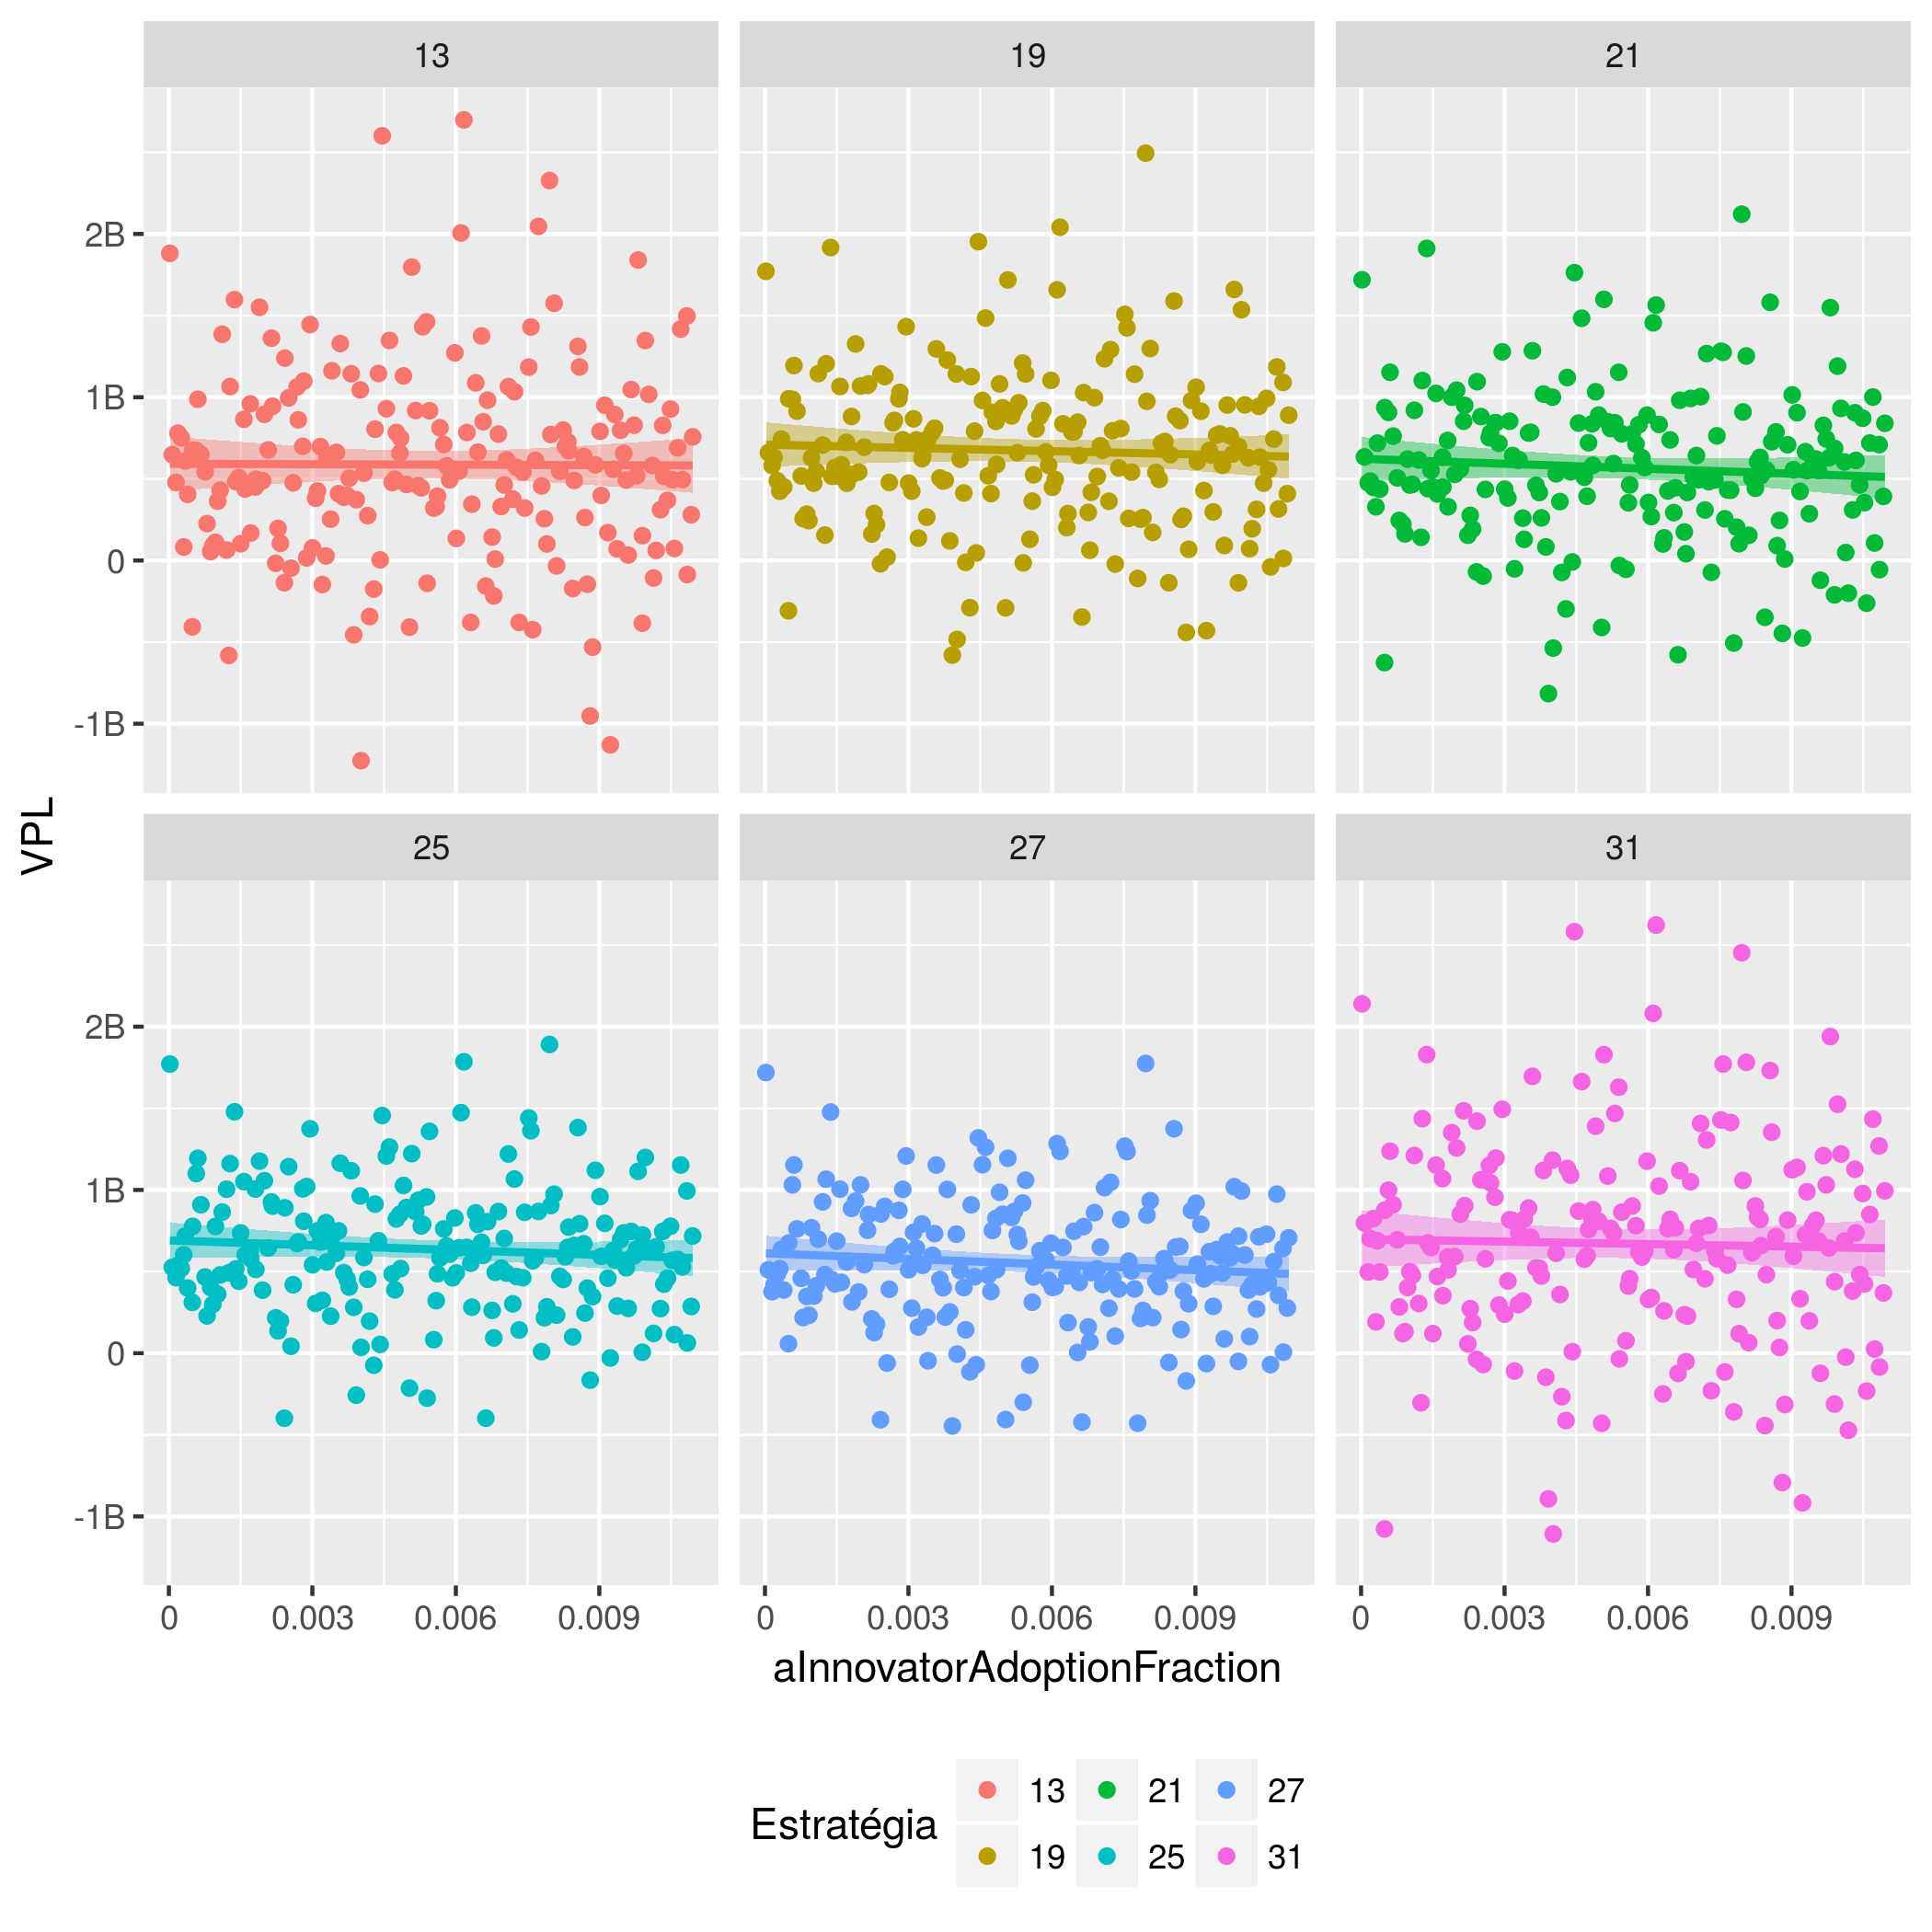 13 19 21
2B
1B
0
-1B
VPL
25 27 31
2B
1B
0
-1B
0 0.003 0.006 0.009 0 0.003 0.006 0.009 0 0.003 0.006 0.009
aInnovatorAdoptionFraction
Estratégia
13 21 27
19 25 31